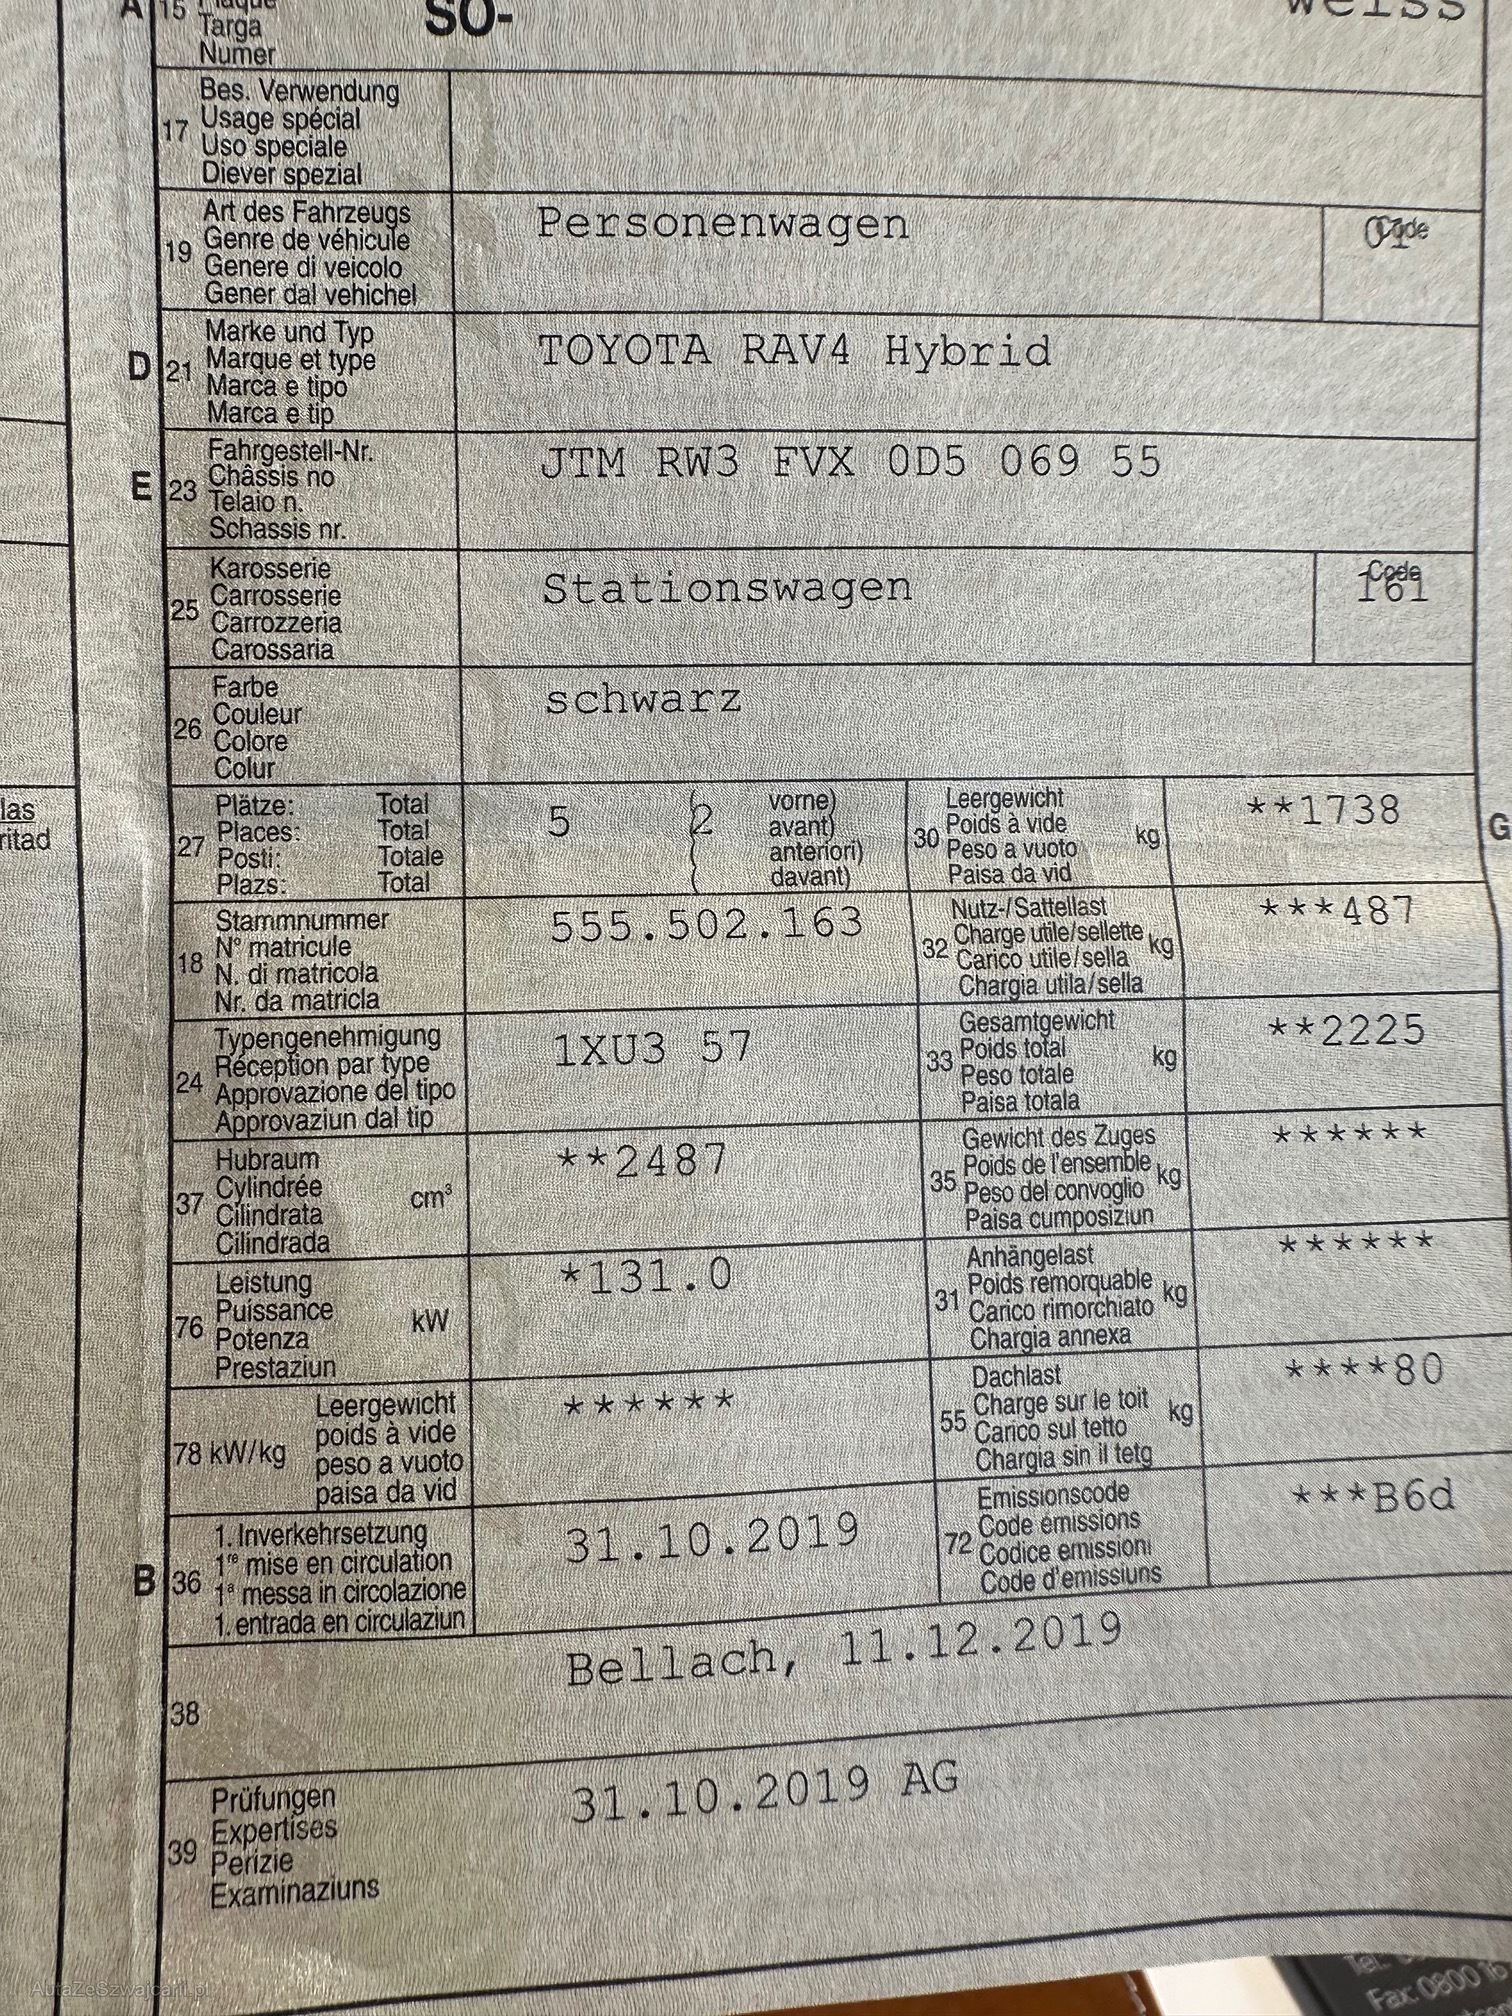 A 15 Plaque SO- weiss
Targa
Numer
Bes. Verwendung
17 Usage spécial
Uso speciale
Diever spezial
Art des Fahrzeugs Personenwagen Code
19 Genre de véhicule
Genere di veicolo
Gener dal vehichel
Marke und Typ TOYOTA RAV4 Hybrid
D 21 Marque et type
Marca e tipo
Marca e tip
Fahrgestell-Nr. JTM RW3 FVX 0D5 069 55
E 23 Châssis no
Telaio n.
Schassis nr.
Karosserie Stationswagen Code
25 Carrosserie 161
Carrozzeria
Carossaria
Farbe schwarz
26 Couleur
Colore
Colur
las
ritad
27 Plätze: Total 5 (2 vorne)
Places: Total avant)
Posti: Totale anteriori)
Plazs: Total davant)
Leergewicht **1738 G
30 Poids à vide kg
Peso a vuoto
Paisa da vid
Stammnummer 555.502.163
18 N° matricule
N. di matricola
Nr. da matricla
Nutz-/Sattellast ***487
32 Charge utile/sellette kg
Carico utile/sella
Chargia utila/sella
Typengenehmigung 1XU3 57
24 Réception par type
Approvazione del tipo
Approvaziun dal tip
Gesamtgewicht **2225
33 Poids total kg
Peso totale
Paisa totala
Hubraum **2487
37 Cylindrée cm³
Cilindrata
Cilindrada
Gewicht des Zuges ******
35 Poids de l'ensemble kg
Peso del convoglio
Paisa cumposiziun
Leistung *131.0
76 Puissance kW
Potenza
Prestaziun
Anhängelast ******
31 Poids remorquable kg
Carico rimorchiato
Chargia annexa
Leergewicht ******
78 kW/kg poids à vide
peso a vuoto
paisa da vid
Dachlast ****80
55 Charge sur le toit kg
Carico sul tetto
Chargia sin il tetg
1. Inverkehrsetzung 31.10.2019
B 36 1re mise en circulation
1a messa in circolazione
1. entrada en circulaziun
Emissionscode ***B6d
72 Code émissions
Codice emissioni
Code d'emissiuns
38 Bellach, 11.12.2019
Prüfungen 31.10.2019 AG
39 Expertises
Perizie
Examinaziuns
AutaZeSzwajcarii.pl
Tel.
Fax: 0800